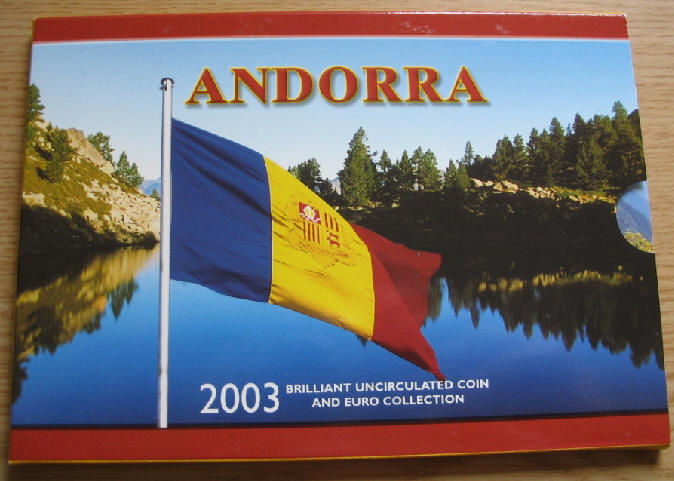 ANDORRA
2003 BRILLIANT UNCIRCULATED COIN
AND EURO COLLECTION